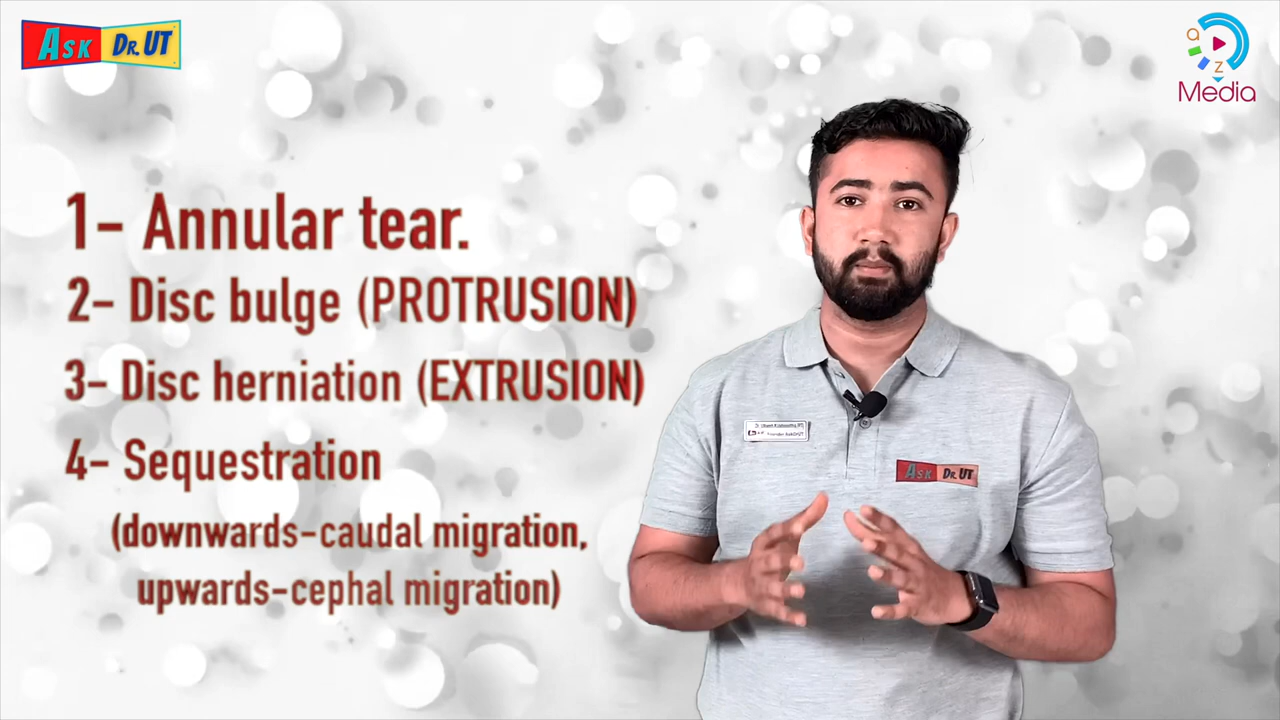 ASK DR. UT
a z
Media
1- Annular tear.
2- Disc bulge (PROTRUSION)
3- Disc herniation (EXTRUSION)
4- Sequestration
(downwards-caudal migration,
upwards-cephal migration)
ASK DR. UT